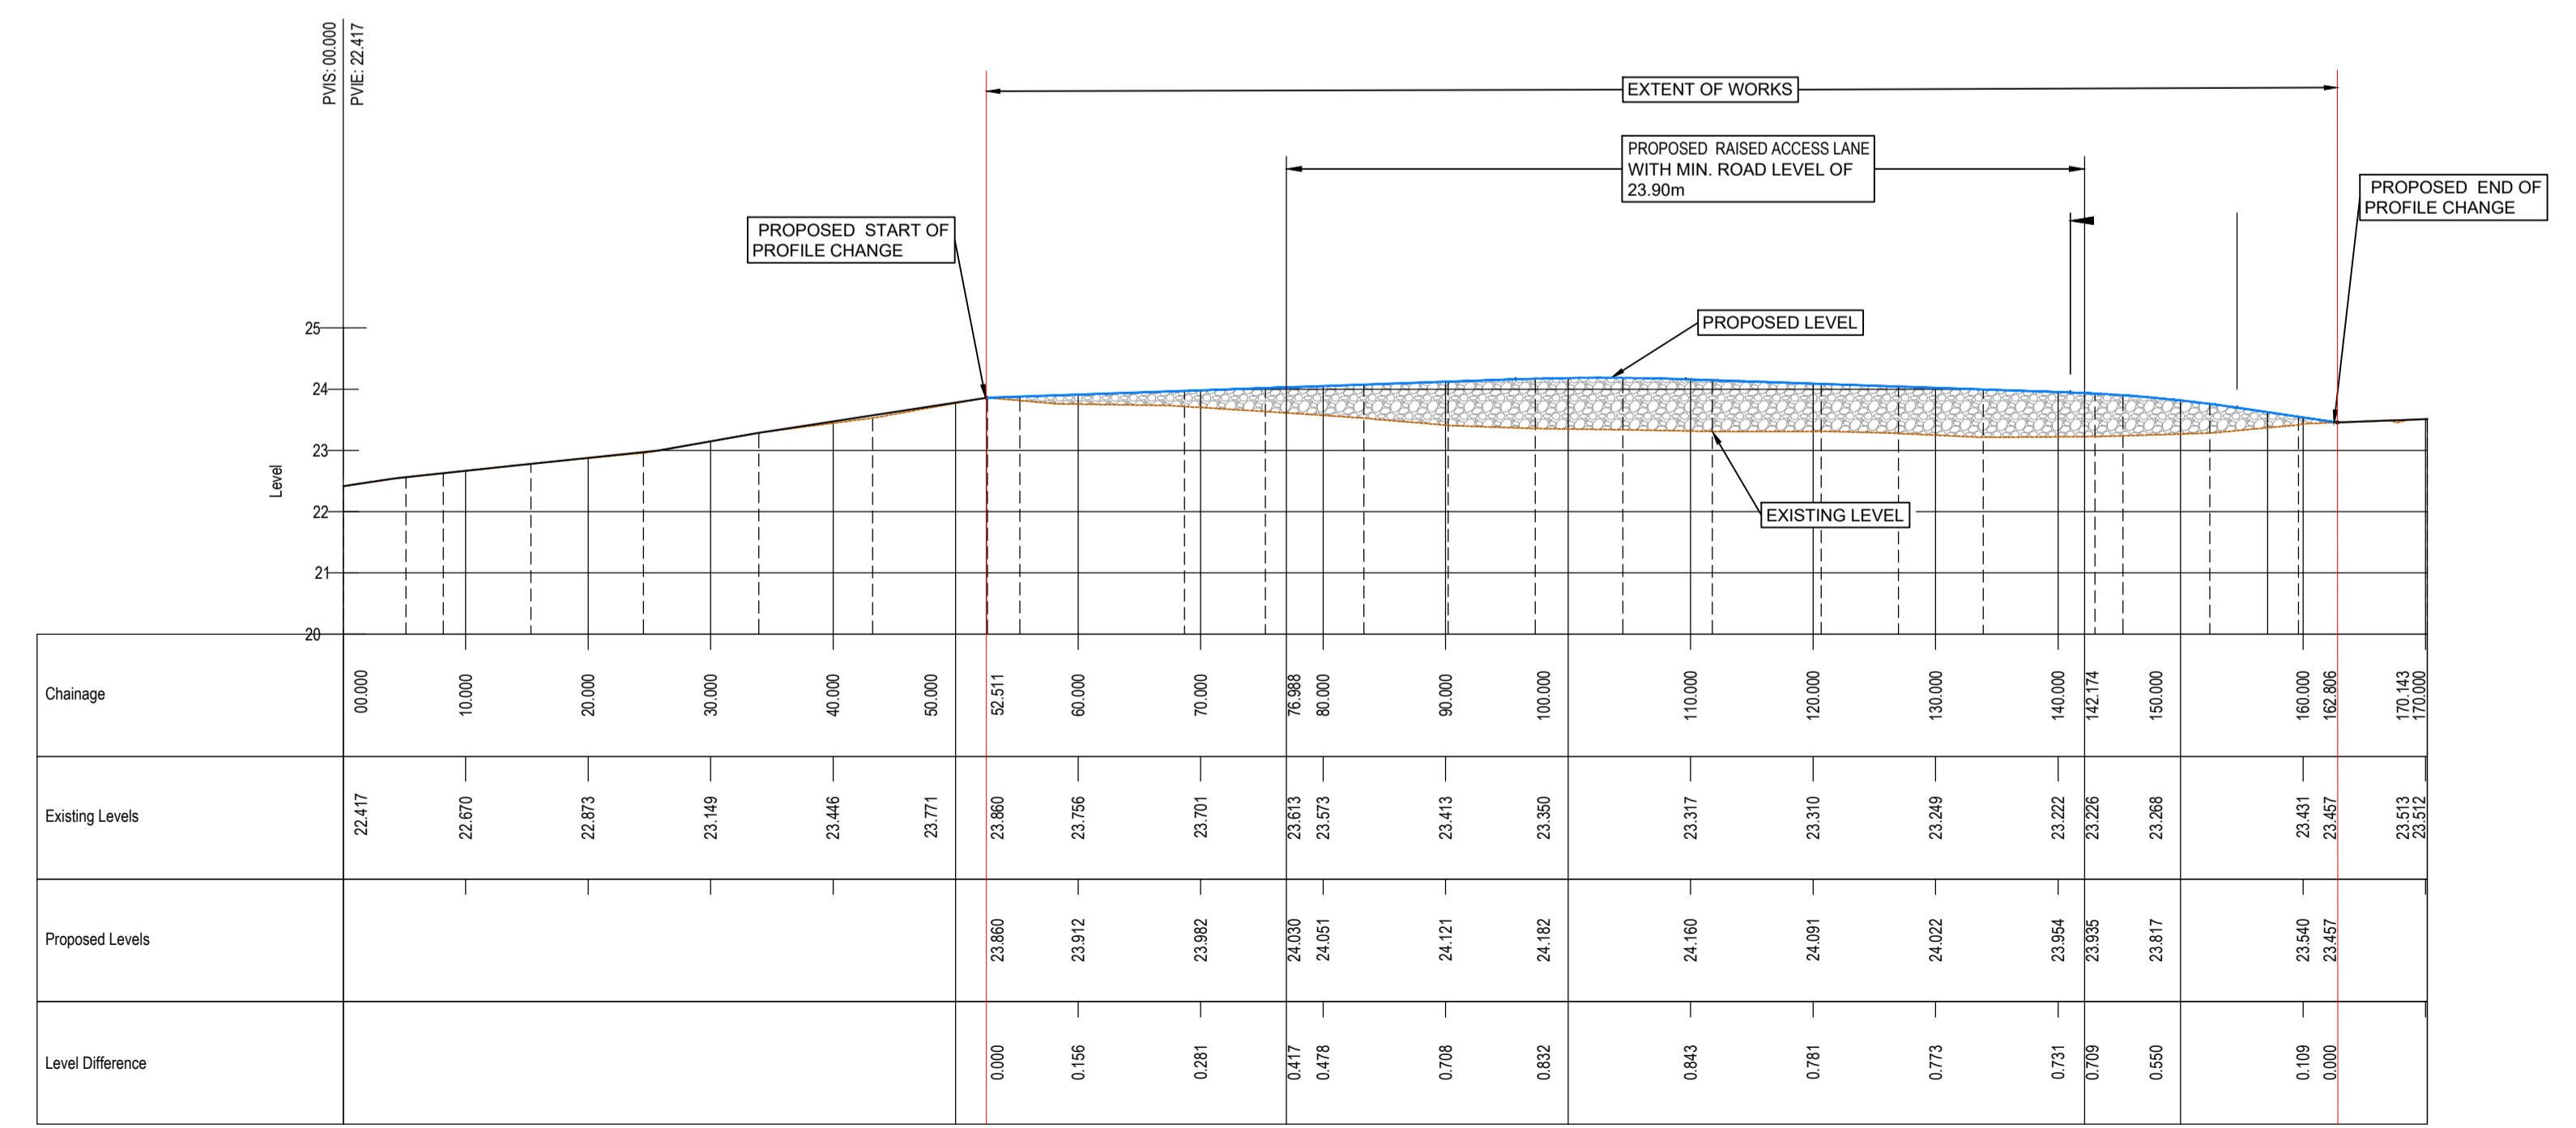 PVIS: 00.000
PVIE: 22.417
EXTENT OF WORKS
PROPOSED RAISED ACCESS LANE
WITH MIN. ROAD LEVEL OF
23.90m
PROPOSED END OF
PROFILE CHANGE
PROPOSED START OF
PROFILE CHANGE
PROPOSED LEVEL
EXISTING LEVEL
Level
25
24
23
22
21
20
Chainage 00.000 10.000 20.000 30.000 40.000 50.000 52.511 60.000 70.000 76.988 80.000 90.000 100.000 110.000 120.000 130.000 140.000 142.174 150.000 160.000 162.806 170.143 170.000
Existing Levels 22.417 22.670 22.873 23.149 23.446 23.771 23.860 23.756 23.701 23.613 23.573 23.413 23.350 23.317 23.310 23.249 23.222 23.226 23.268 23.431 23.457 23.513 23.512
Proposed Levels 23.860 23.912 23.982 24.030 24.051 24.121 24.182 24.160 24.091 24.022 23.954 23.935 23.817 23.540 23.457
Level Difference 0.000 0.156 0.281 0.417 0.478 0.708 0.832 0.843 0.781 0.773 0.731 0.709 0.550 0.109 0.000